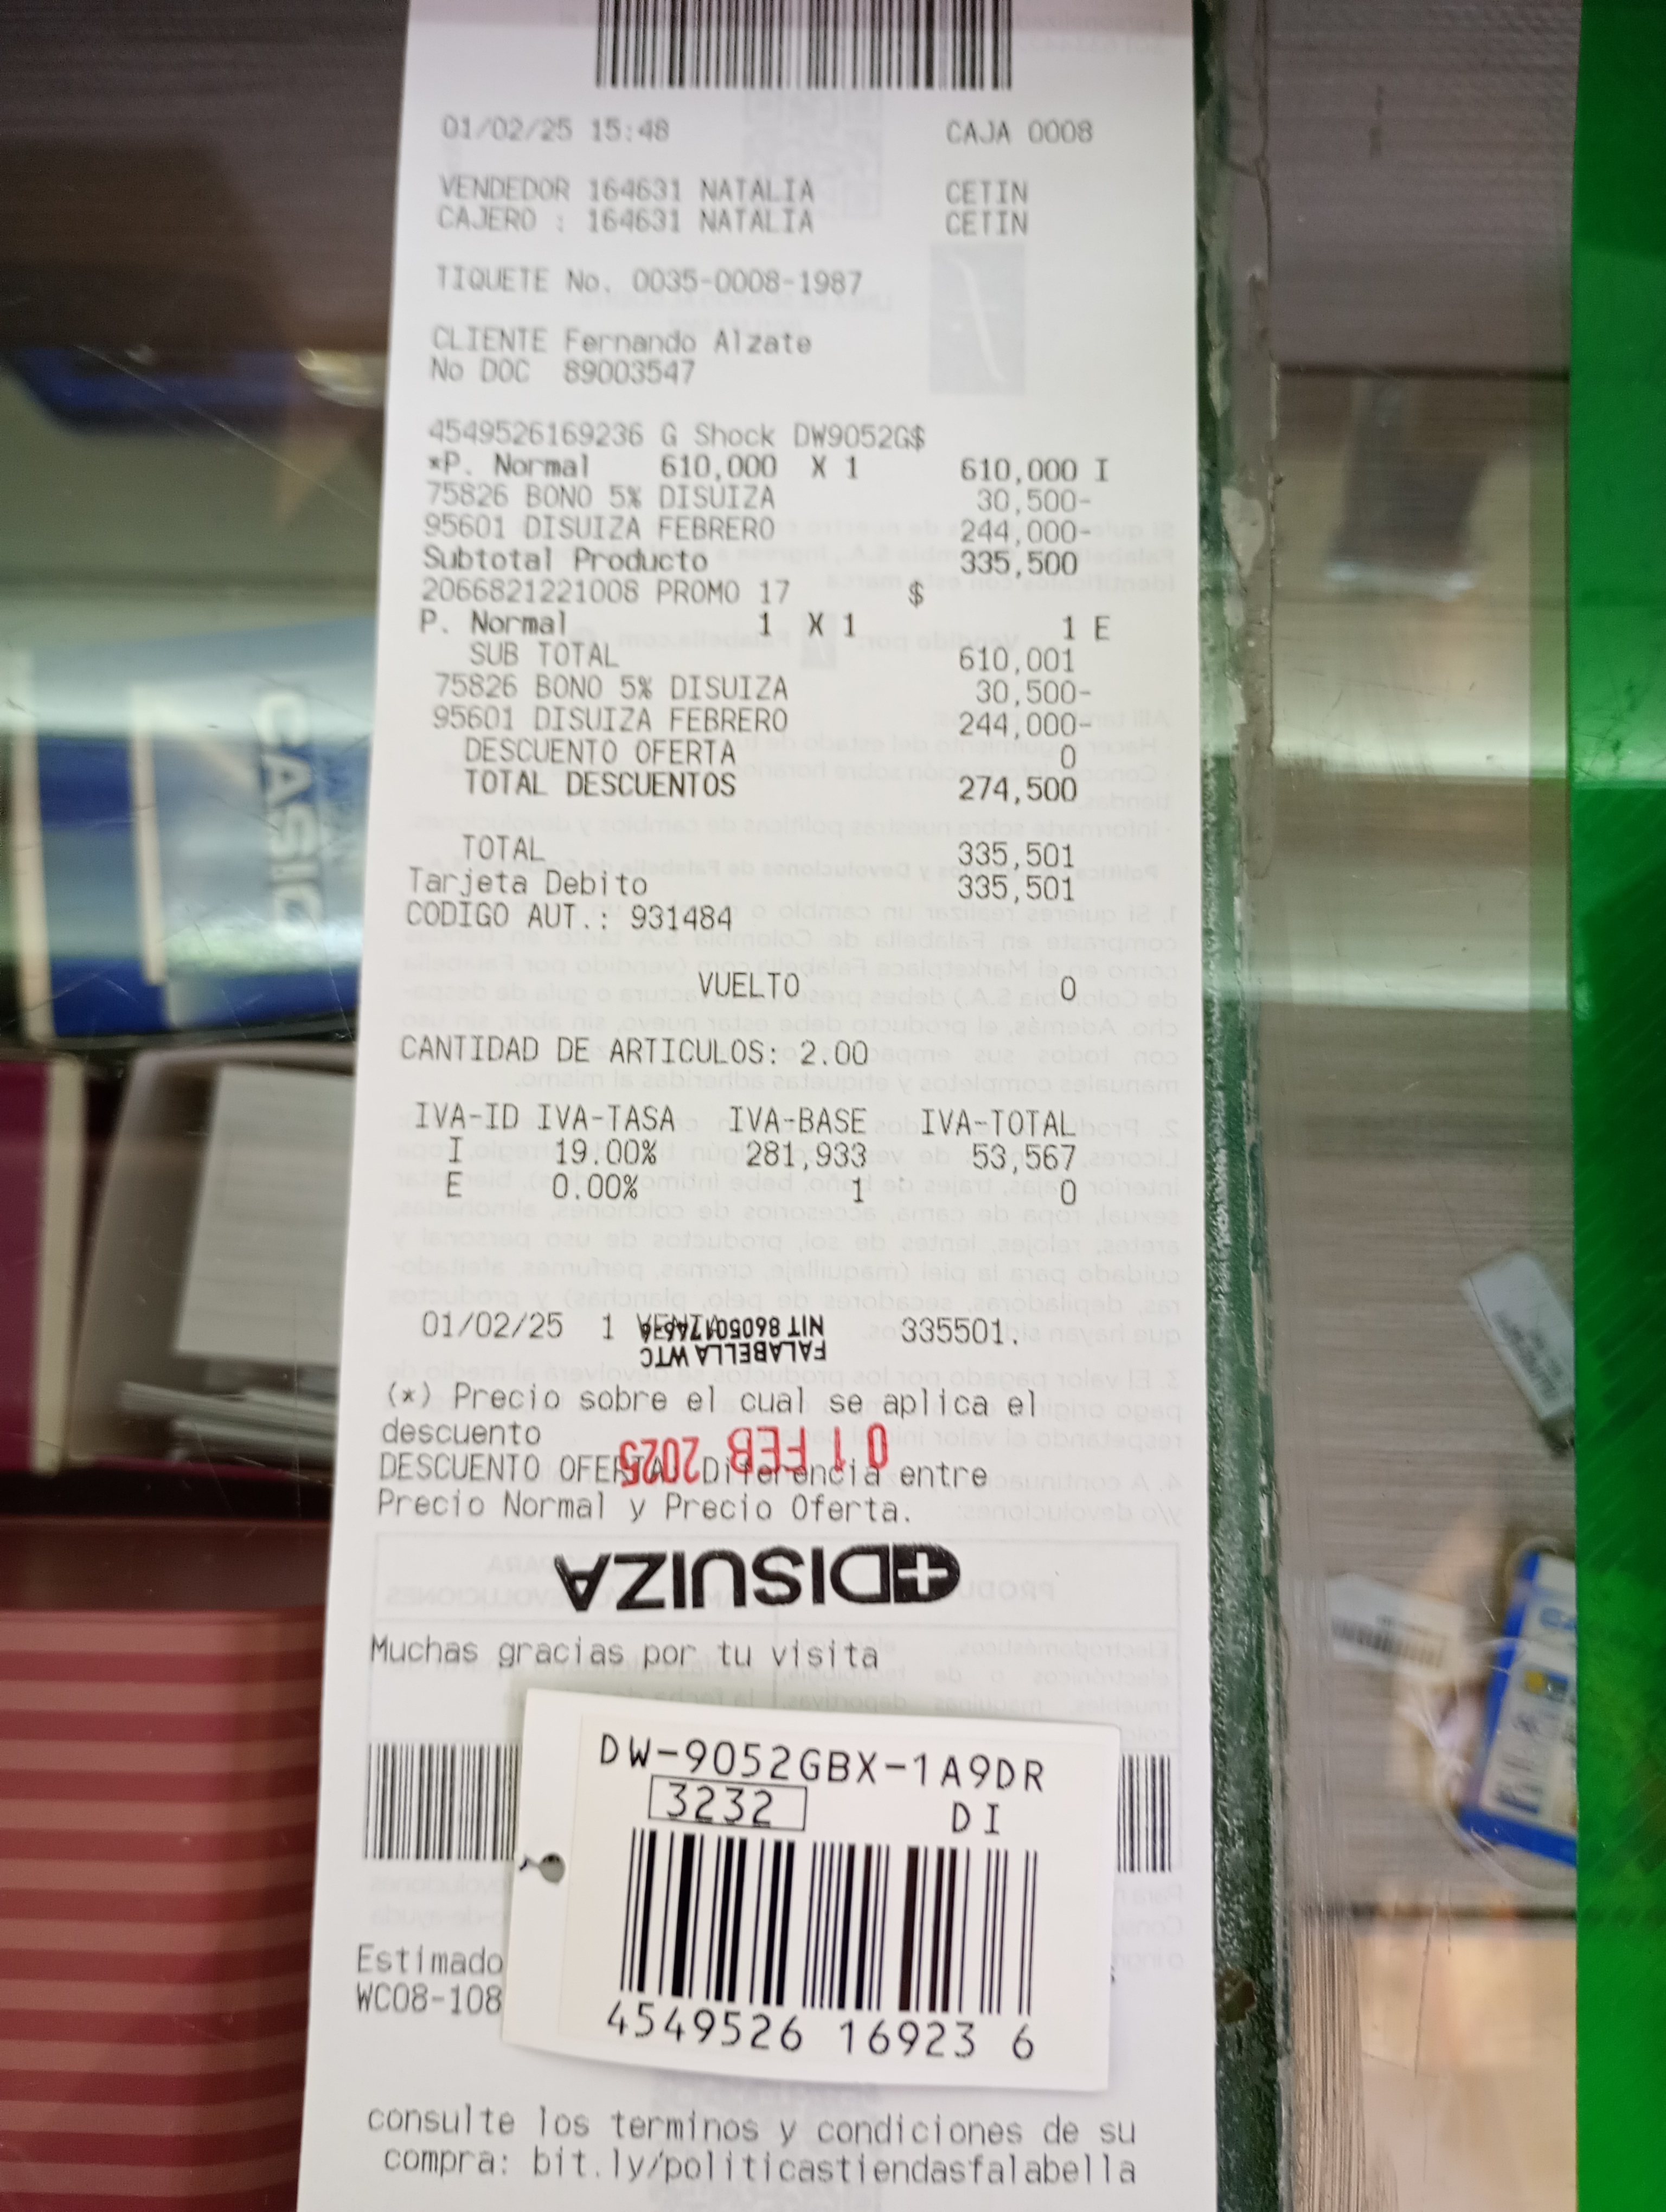 01/02/25 15:48 CAJA 0008
VENDEDOR 164631 NATALIA CETIN
CAJERO : 164631 NATALIA CETIN
TIQUETE No. 0035-0008-1987
CLIENTE Fernando Alzate
No DOC 89003547
4549526169236 G Shock DW9052G$
*P. Normal 610,000 X 1 610,000 I
75826 BONO 5% DISUIZA 30,500-
95601 DISUIZA FEBRERO 244,000-
Subtotal Producto 335,500
2066821221008 PROMO 17 $
P. Normal 1 X 1 1 E
SUB TOTAL 610,001
75826 BONO 5% DISUIZA 30,500-
95601 DISUIZA FEBRERO 244,000-
DESCUENTO OFERTA 0
TOTAL DESCUENTOS 274,500
TOTAL 335,501
Tarjeta Debito 335,501
CODIGO AUT.: 931484
VUELTO 0
CANTIDAD DE ARTICULOS: 2.00
IVA-ID IVA-TASA IVA-BASE IVA-TOTAL
I 19.00% 281,933 53,567
E 0.00% 1 0
01/02/25 1 335501.
FALABELLA WTC
NIT
(*) Precio sobre el cual se aplica el
descuento
01 FEB 2025
DESCUENTO OFERTA: Diferencia entre
Precio Normal y Precio Oferta.
DISUIZA
Muchas gracias por tu visita
DW-9052GBX-1A9DR
3232 DI
4549526 16923 6
Estimado
WC08-108
consulte los terminos y condiciones de su
compra: bit.ly/politicastiendasfalabella
CASIO